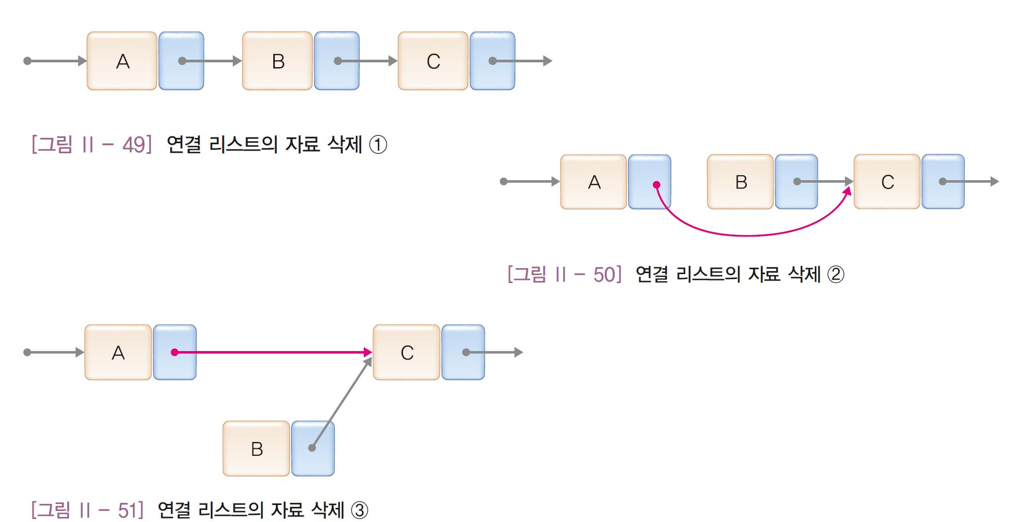 A B C
[그림 Ⅱ - 49] 연결 리스트의 자료 삭제 ①
A B C
[그림 Ⅱ - 50] 연결 리스트의 자료 삭제 ②
A C
B
[그림 Ⅱ - 51] 연결 리스트의 자료 삭제 ③